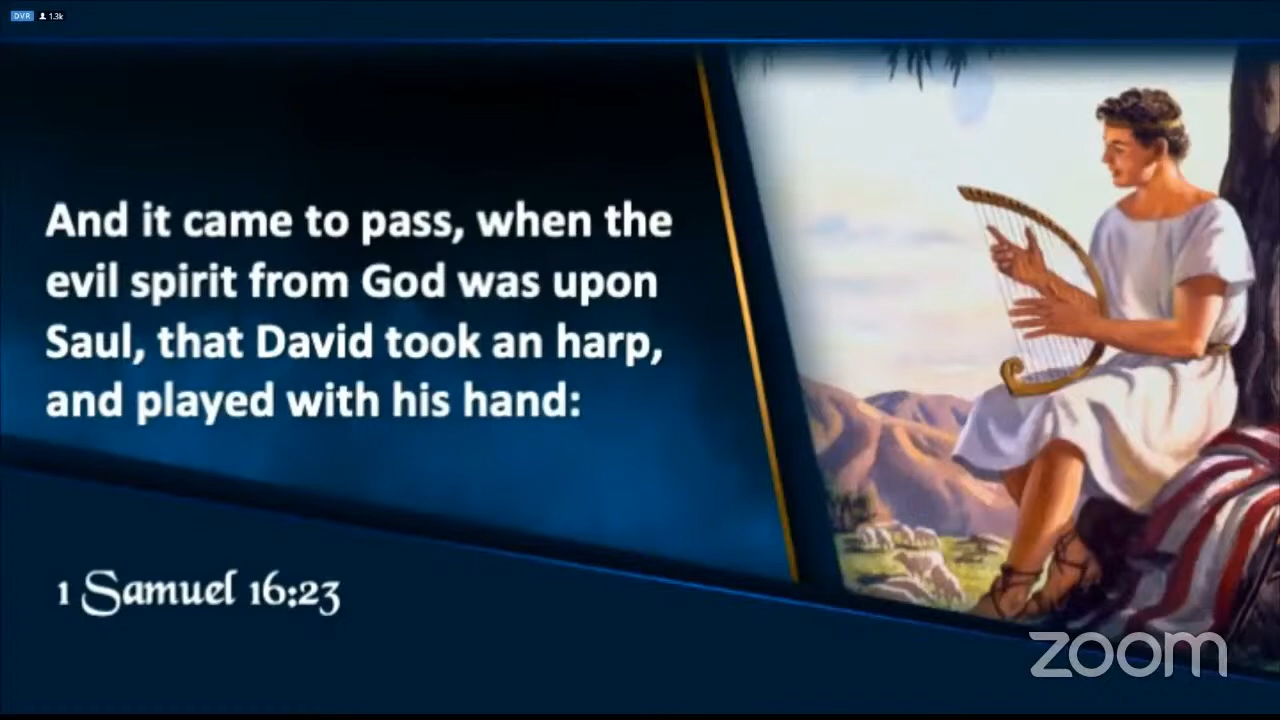 DVR 1.3k
And it came to pass, when the
evil spirit from God was upon
Saul, that David took an harp,
and played with his hand:
1 Samuel 16:23
zoom